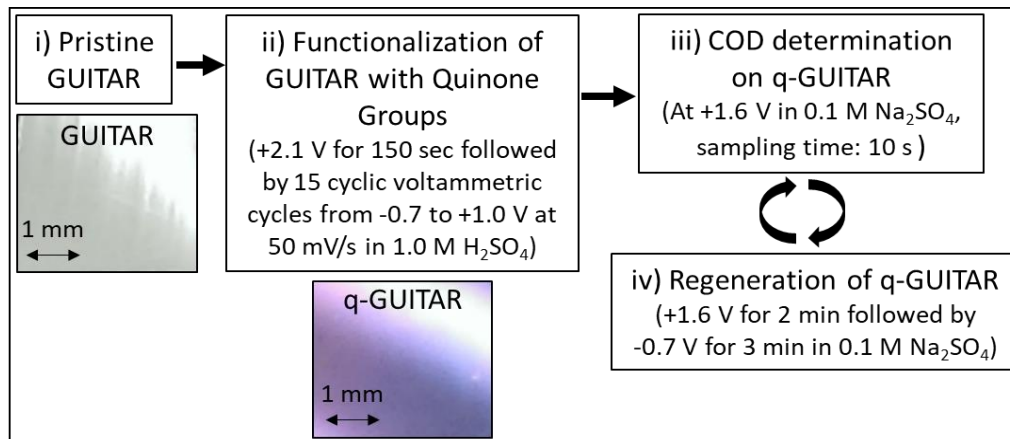 i) Pristine
GUITAR
GUITAR
1 mm
ii) Functionalization of
GUITAR with Quinone
Groups
(+2.1 V for 150 sec followed
by 15 cyclic voltammetric
cycles from -0.7 to +1.0 V at
50 mV/s in 1.0 M H₂SO₄)
q-GUITAR
1 mm
iii) COD determination
on q-GUITAR
(At +1.6 V in 0.1 M Na₂SO₄,
sampling time: 10 s )
iv) Regeneration of q-GUITAR
(+1.6 V for 2 min followed by
-0.7 V for 3 min in 0.1 M Na₂SO₄)